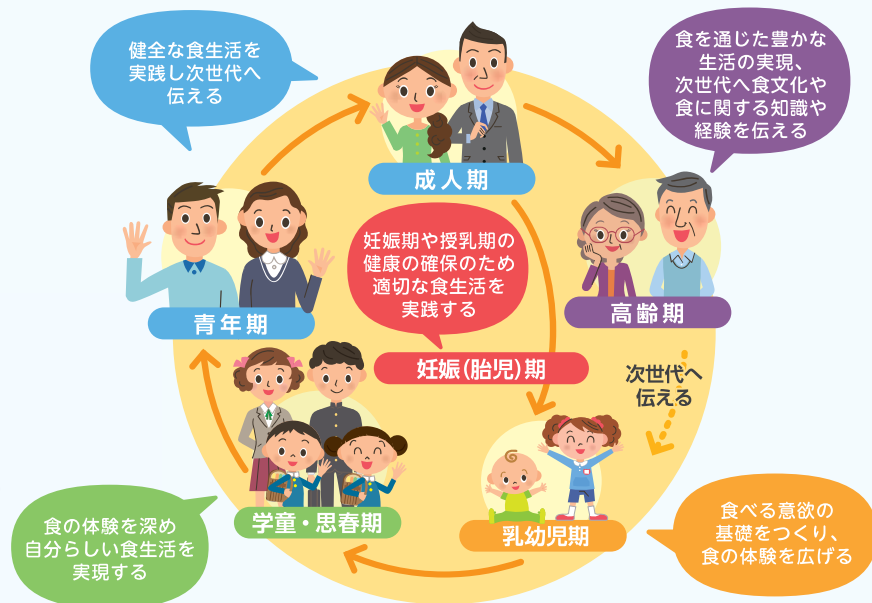 健全な食生活を
実践し次世代へ
伝える
食を通じた豊かな
生活の実現、
次世代へ食文化や
食に関する知識や
経験を伝える
成人期
妊娠期や授乳期の
健康の確保のため
適切な食生活を
実践する
青年期
高齢期
妊娠(胎児)期
次世代へ
伝える
食の体験を深め
自分らしい食生活を
実現する
学童・思春期
乳幼児期
食べる意欲の
基礎をつくり、
食の体験を広げる